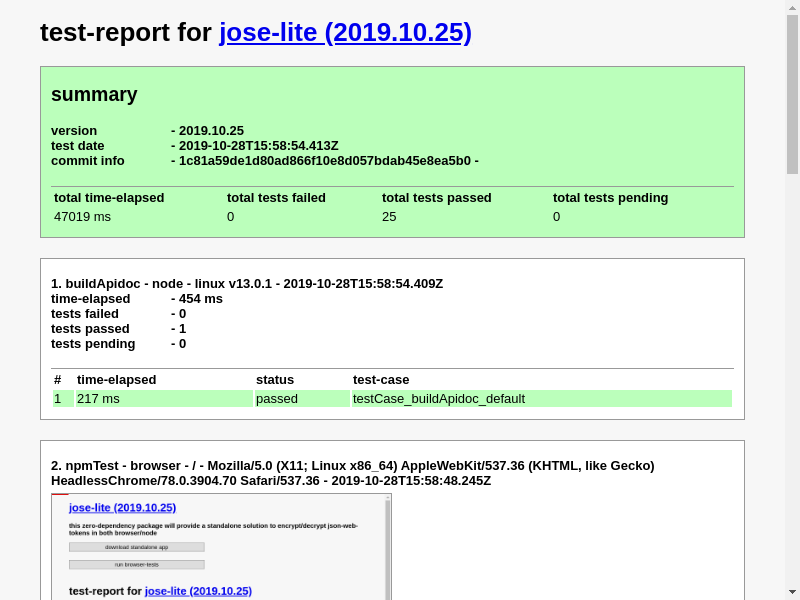 test-report for jose-lite (2019.10.25)
summary
version - 2019.10.25
test date - 2019-10-28T15:58:54.413Z
commit info - 1c81a59de1d80ad866f10e8d057bdab45e8ea5b0 -
total time-elapsed total tests failed total tests passed total tests pending
47019 ms 0 25 0
1. buildApidoc - node - linux v13.0.1 - 2019-10-28T15:58:54.409Z
time-elapsed - 454 ms
tests failed - 0
tests passed - 1
tests pending - 0
# time-elapsed status test-case
1 217 ms passed testCase_buildApidoc_default
2. npmTest - browser - / - Mozilla/5.0 (X11; Linux x86_64) AppleWebKit/537.36 (KHTML, like Gecko)
HeadlessChrome/78.0.3904.70 Safari/537.36 - 2019-10-28T15:58:48.245Z
jose-lite (2019.10.25)
this zero-dependency package will provide a standalone solution to encrypt/decrypt json-web-
tokens in both browser/node
download standalone app
run browser-tests
test-report for jose-lite (2019.10.25)